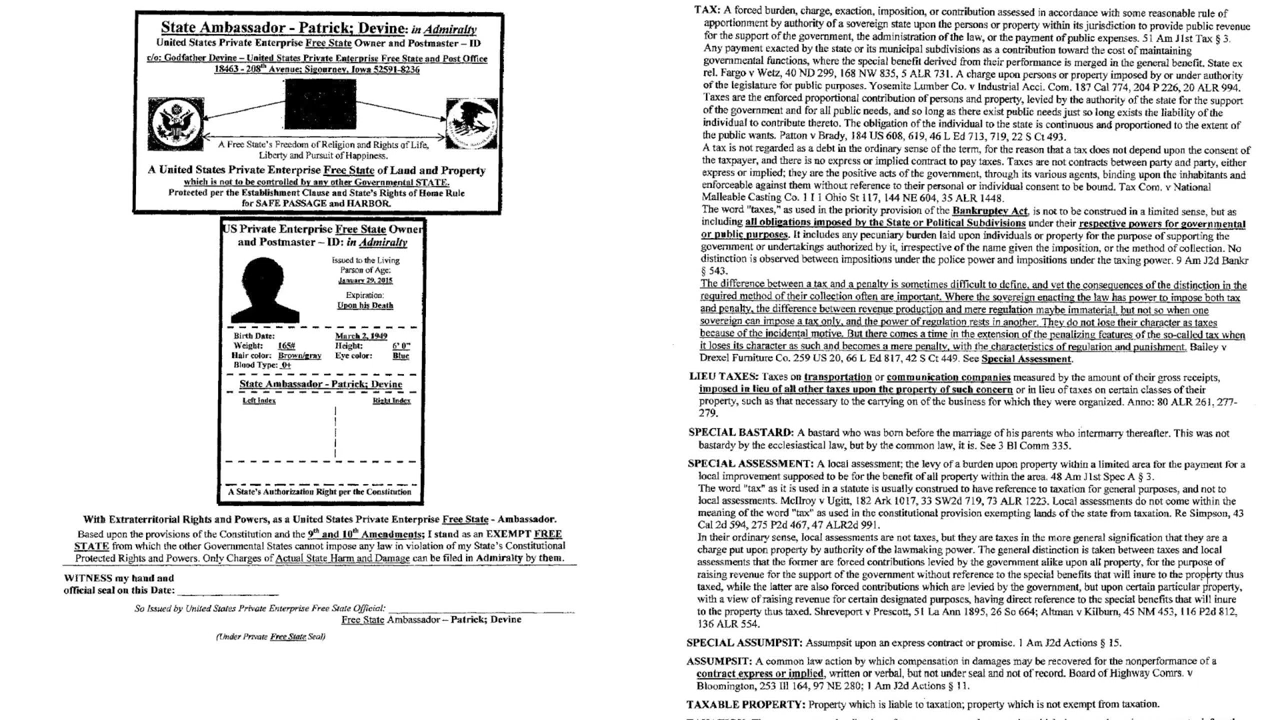 State Ambassador - Patrick; Devine: in Admiralty
United States Private Enterprise Free State Owner and Postmaster – ID
c/o: Godfather Devine – United States Private Enterprise Free State and Post Office
18463 - 208th Avenue; Sigourney, Iowa 52591-8236
A Free State's Freedom of Religion and Rights of Life,
Liberty and Pursuit of Happiness.
A United States Private Enterprise Free State of Land and Property
which is not to be controlled by any other Governmental STATE.
Protected per the Establishment Clause and State's Rights of Home Rule
for SAFE PASSAGE and HARBOR.
US Private Enterprise Free State Owner
and Postmaster – ID: in Admiralty
Issued to the Living
Parson of Age:
January 29, 2015
Expiration:
Upon his Death
Birth Date: March 2, 1949
Weight: 165# Height: 6' 0"
Hair color: Brown/gray Eye color: Blue
Blood Type: 0+
State Ambassador - Patrick; Devine
Left Index Right Index
A State's Authorization Right per the Constitution
With Extraterritorial Rights and Powers, as a United States Private Enterprise Free State - Ambassador.
Based upon the provisions of the Constitution and the 9th and 10th Amendments; I stand as an EXEMPT FREE
STATE from which the other Governmental States cannot impose any law in violation of my State's Constitutional
Protected Rights and Powers. Only Charges of Actual State Harm and Damage can be filed in Admiralty by them.
WITNESS my hand and
official seal on this Date:
So Issued by United States Private Enterprise Free State Official:
Free State Ambassador – Patrick; Devine
(Under Private Free State Seal)
TAX: A forced burden, charge, exaction, imposition, or contribution assessed in accordance with some reasonable rule of
apportionment by authority of a sovereign state upon the persons or property within its jurisdiction to provide public revenue
for the support of the government, the administration of the law, or the payment of public expenses. 51 Am J1st Tax § 3.
Any payment exacted by the state or its municipal subdivisions as a contribution toward the cost of maintaining
governmental functions, where the special benefit derived from their performance is merged in the general benefit. State ex
rel. Fargo v Wetz, 40 ND 299, 168 NW 835, 5 ALR 731. A charge upon persons or property imposed by or under authority
of the legislature for public purposes. Yosemite Lumber Co. v Industrial Acci. Com. 187 Cal 774, 204 P 226, 20 ALR 994.
Taxes are the enforced proportional contribution of persons and property, levied by the authority of the state for the support
of the government and for all public needs, and so long as there exist public needs just so long exists the liability of the
individual to contribute thereto. The obligation of the individual to the state is continuous and proportioned to the extent of
the public wants. Patton v Brady, 184 US 608, 619, 46 L Ed 713, 719, 22 S Ct 493.
A tax is not regarded as a debt in the ordinary sense of the term, for the reason that a tax does not depend upon the consent of
the taxpayer, and there is no express or implied contract to pay taxes. Taxes are not contracts between party and party, either
express or implied; they are the positive acts of the government, through its various agents, binding upon the inhabitants and
enforceable against them without reference to their personal or individual consent to be bound. Tax Com. v National
Malleable Casting Co. 1 I 1 Ohio St 117, 144 NE 604, 35 ALR 1448.
The word "taxes," as used in the priority provision of the Bankruptcy Act, is not to be construed in a limited sense, but as
including all obligations imposed by the State or Political Subdivisions under their respective powers for governmental
or public purposes. It includes any pecuniary burden laid upon individuals or property for the purpose of supporting the
government or undertakings authorized by it, irrespective of the name given the imposition, or the method of collection. No
distinction is observed between impositions under the police power and impositions under the taxing power. 9 Am J2d Bankr
§ 543.
The difference between a tax and a penalty is sometimes difficult to define, and yet the consequences of the distinction in the
required method of their collection often are important. Where the sovereign enacting the law has power to impose both tax
and penalty, the difference between revenue production and mere regulation maybe immaterial, but not so when one
sovereign can impose a tax only, and the power of regulation rests in another. They do not lose their character as taxes
because of the incidental motive. But there comes a time in the extension of the penalizing features of the so-called tax when
it loses its character as such and becomes a mere penalty, with the characteristics of regulation and punishment. Bailey v
Drexel Furniture Co. 259 US 20, 66 L Ed 817, 42 S Ct 449. See Special Assessment.
LIEU TAXES: Taxes on transportation or communication companies measured by the amount of their gross receipts,
imposed in lieu of all other taxes upon the property of such concern or in lieu of taxes on certain classes of their
property, such as that necessary to the carrying on of the business for which they were organized. Anno: 80 ALR 261, 277-
279.
SPECIAL BASTARD: A bastard who was born before the marriage of his parents who intermarry thereafter. This was not
bastardy by the ecclesiastical law, but by the common law, it is. See 3 Bl Comm 335.
SPECIAL ASSESSMENT: A local assessment; the levy of a burden upon property within a limited area for the payment for a
local improvement supposed to be for the benefit of all property within the area. 48 Am J1st Spec A § 3.
The word "tax" as it is used in a statute is usually construed to have reference to taxation for general purposes, and not to
local assessments. McIlroy v Ugitt, 182 Ark 1017, 33 SW2d 719, 73 ALR 1223. Local assessments do not come within the
meaning of the word "tax" as used in the constitutional provision exempting lands of the state from taxation. Re Simpson, 43
Cal 2d 594, 275 P2d 467, 47 ALR2d 991.
In their ordinary sense, local assessments are not taxes, but they are taxes in the more general signification that they are a
charge put upon property by authority of the lawmaking power. The general distinction is taken between taxes and local
assessments that the former are forced contributions levied by the government alike upon all property, for the purpose of
raising revenue for the support of the government without reference to the special benefits that will inure to the property thus
taxed, while the latter are also forced contributions which are levied by the government, but upon certain particular property,
with a view of raising revenue for certain designated purposes, having direct reference to the special benefits that will inure
to the property thus taxed. Shreveport v Prescott, 51 La Ann 1895, 26 So 664; Altman v Kilburn, 45 NM 453, 116 P2d 812,
136 ALR 554.
SPECIAL ASSUMPSIT: Assumpsit upon an express contract or promise. 1 Am J2d Actions § 15.
ASSUMPSIT: A common law action by which compensation in damages may be recovered for the nonperformance of a
contract express or implied, written or verbal, but not under seal and not of record. Board of Highway Comrs. v
Bloomington, 253 Ill 164, 97 NE 280; 1 Am J2d Actions § 11.
TAXABLE PROPERTY: Property which is liable to taxation; property which is not exempt from taxation.